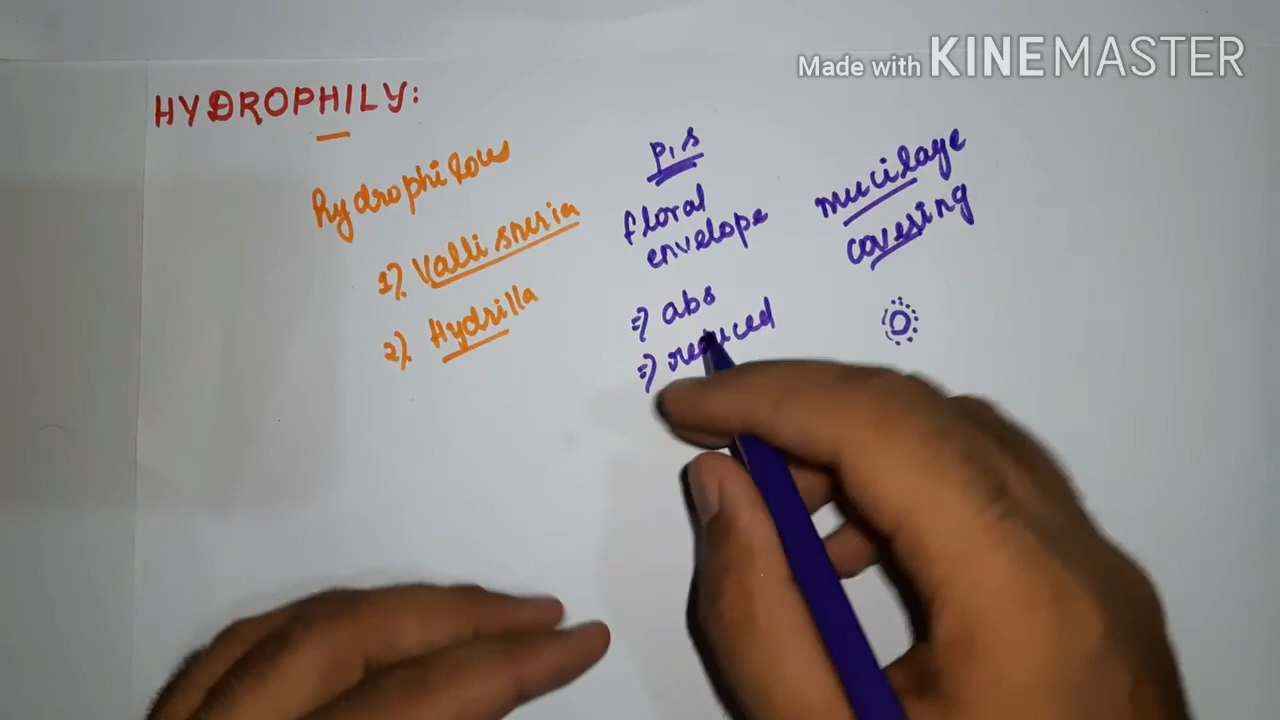 Made with KINEMASTER
HYDROPHILY:
hydrophilous
1). Vallisneria
2). Hydrilla
P, S
floral
envelope
=) abs
=) reduced
mucilage
covering